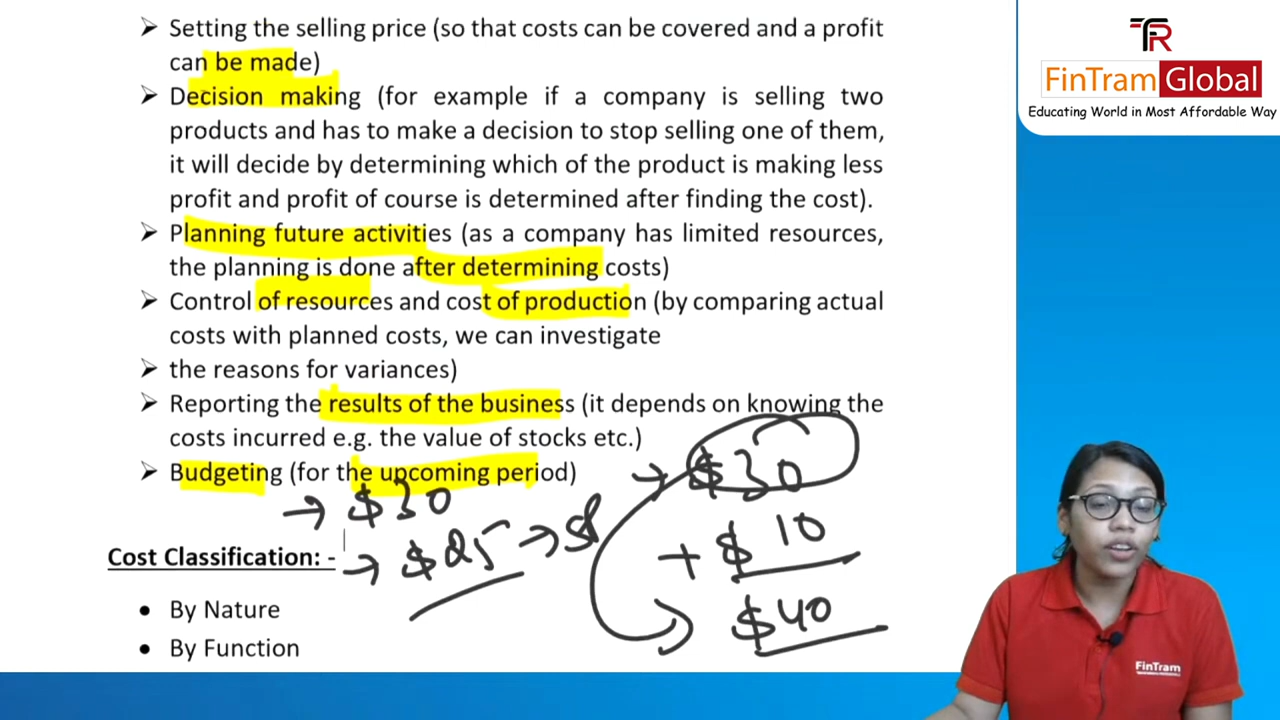 ➢ Setting the selling price (so that costs can be covered and a profit
can be made)
➢ Decision making (for example if a company is selling two
products and has to make a decision to stop selling one of them,
it will decide by determining which of the product is making less
profit and profit of course is determined after finding the cost).
➢ Planning future activities (as a company has limited resources,
the planning is done after determining costs)
➢ Control of resources and cost of production (by comparing actual
costs with planned costs, we can investigate
➢ the reasons for variances)
➢ Reporting the results of the business (it depends on knowing the
costs incurred e.g. the value of stocks etc.)
➢ Budgeting (for the upcoming period)
→ $30
→ $25 →
Cost Classification: -
• By Nature
• By Function
→ $30
+ $10
$40
TR
FinTram Global
Educating World in Most Affordable Way
FinTram